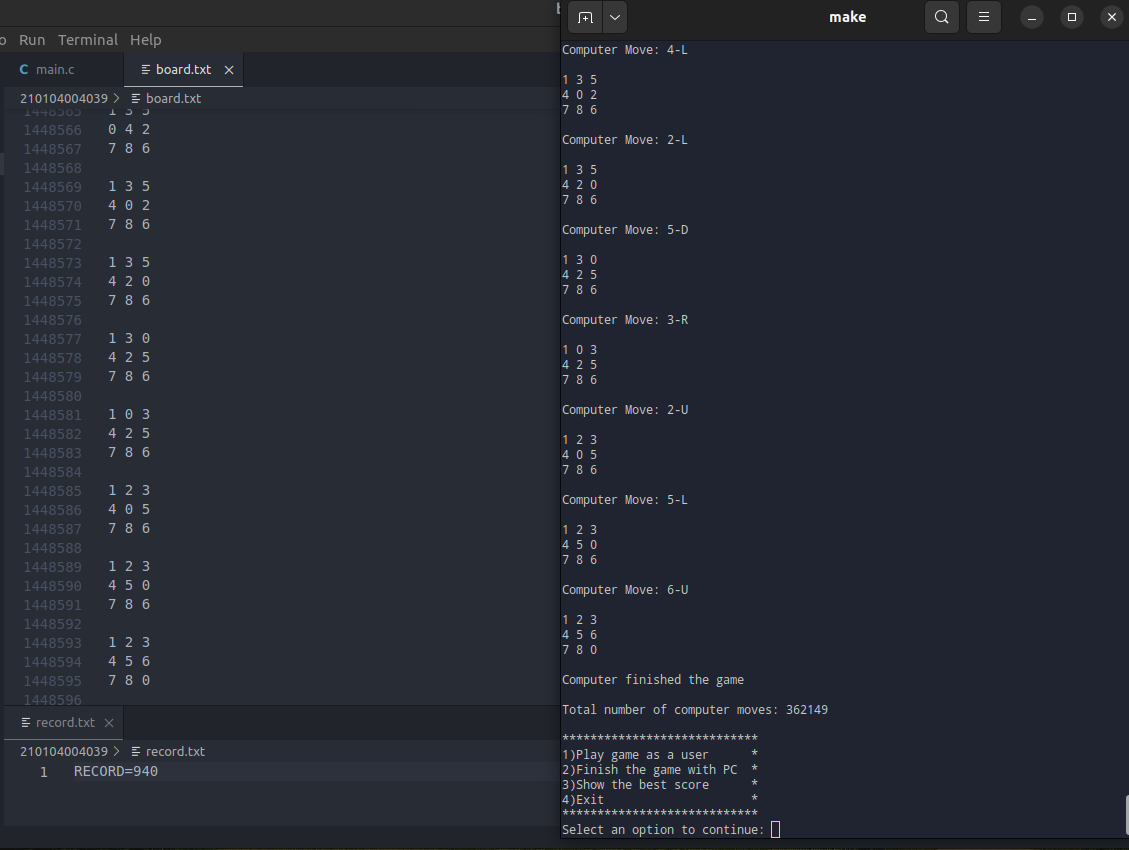 Run Terminal Help
C main.c
board.txt
210104004039 > board.txt
1448565 1 3 5
1448566 0 4 2
1448567 7 8 6
1448568
1448569 1 3 5
1448570 4 0 2
1448571 7 8 6
1448572
1448573 1 3 5
1448574 4 2 0
1448575 7 8 6
1448576
1448577 1 3 0
1448578 4 2 5
1448579 7 8 6
1448580
1448581 1 0 3
1448582 4 2 5
1448583 7 8 6
1448584
1448585 1 2 3
1448586 4 0 5
1448587 7 8 6
1448588
1448589 1 2 3
1448590 4 5 0
1448591 7 8 6
1448592
1448593 1 2 3
1448594 4 5 6
1448595 7 8 0
1448596
record.txt
210104004039 > record.txt
1 RECORD=940
make
Computer Move: 4-L
1 3 5
4 0 2
7 8 6
Computer Move: 2-L
1 3 5
4 2 0
7 8 6
Computer Move: 5-D
1 3 0
4 2 5
7 8 6
Computer Move: 3-R
1 0 3
4 2 5
7 8 6
Computer Move: 2-U
1 2 3
4 0 5
7 8 6
Computer Move: 5-L
1 2 3
4 5 0
7 8 6
Computer Move: 6-U
1 2 3
4 5 6
7 8 0
Computer finished the game
Total number of computer moves: 362149
****************************
1)Play game as a user *
2)Finish the game with PC *
3)Show the best score *
4)Exit *
****************************
Select an option to continue: